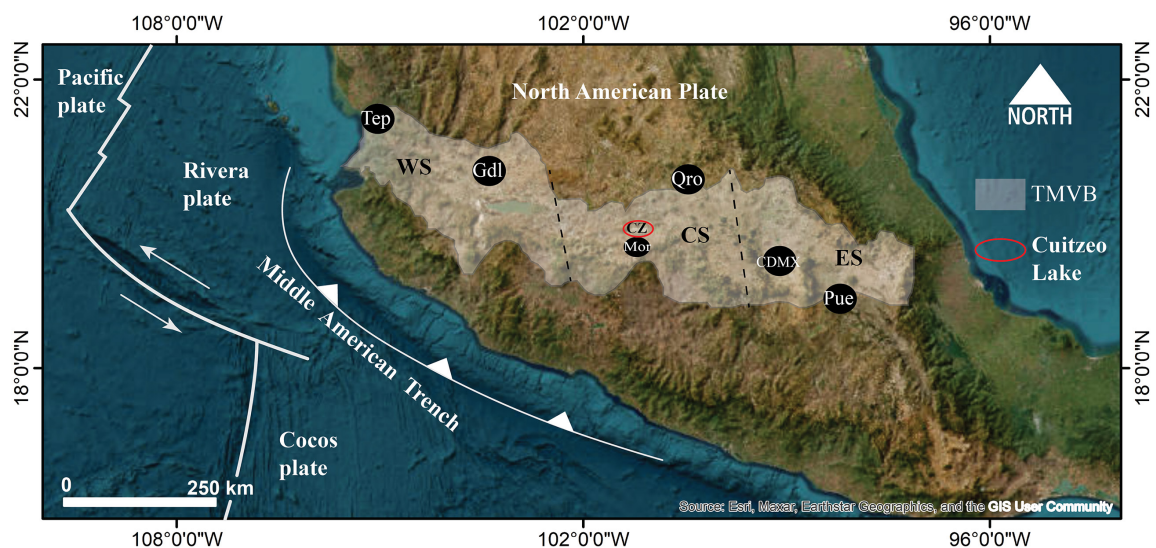 108°0'0"W
102°0'0"W
96°0'0"W
22°0'0"N
22°0'0"N
Pacific
plate
North American Plate
NORTH
Tep
WS
Gdl
Rivera
plate
Qro
TMVB
CZ
Mor
CS
CDMX
ES
Cuitzeo
Lake
Pue
Middle American Trench
18°0'0"N
18°0'0"N
Cocos
plate
0
250 km
Source: Esri, Maxar, Earthstar Geographics, and the GIS User Community
108°0'0"W
102°0'0"W
96°0'0"W